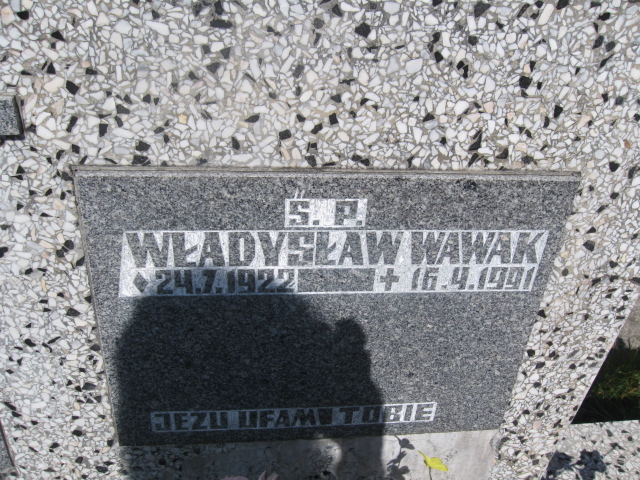 Ś. P.
WŁADYSŁAW WAWAK
♦ 24.7.1922 + 16.4.1991
JEZU UFAM TOBIE